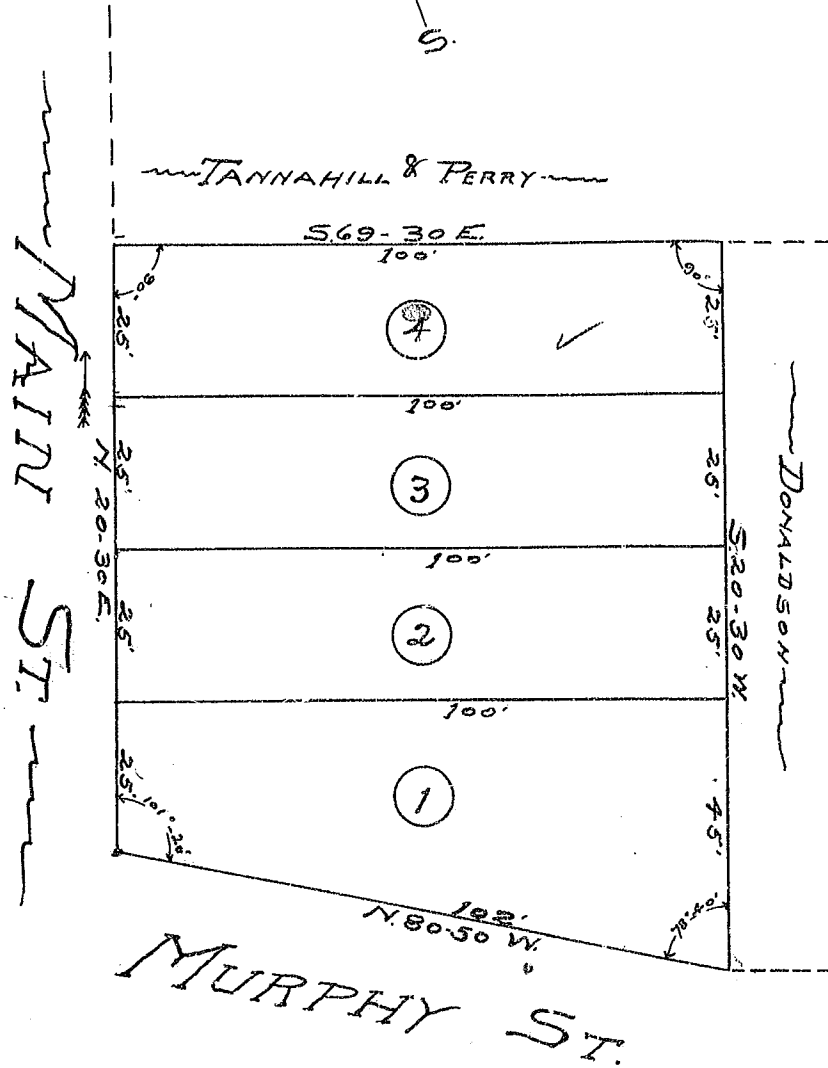 S.
TANNAHILL & PERRY
S.69-30 E.
100'
90°
90°
25'
25'
4
100'
MAIN ST.
N. 20-30 E.
25'
3
25'
DONALDSON
100'
S.20-30 W
25'
2
25'
100'
25'
1
45'
101°-20'
78°-40'
102'
N.80-50 W.
MURPHY ST.